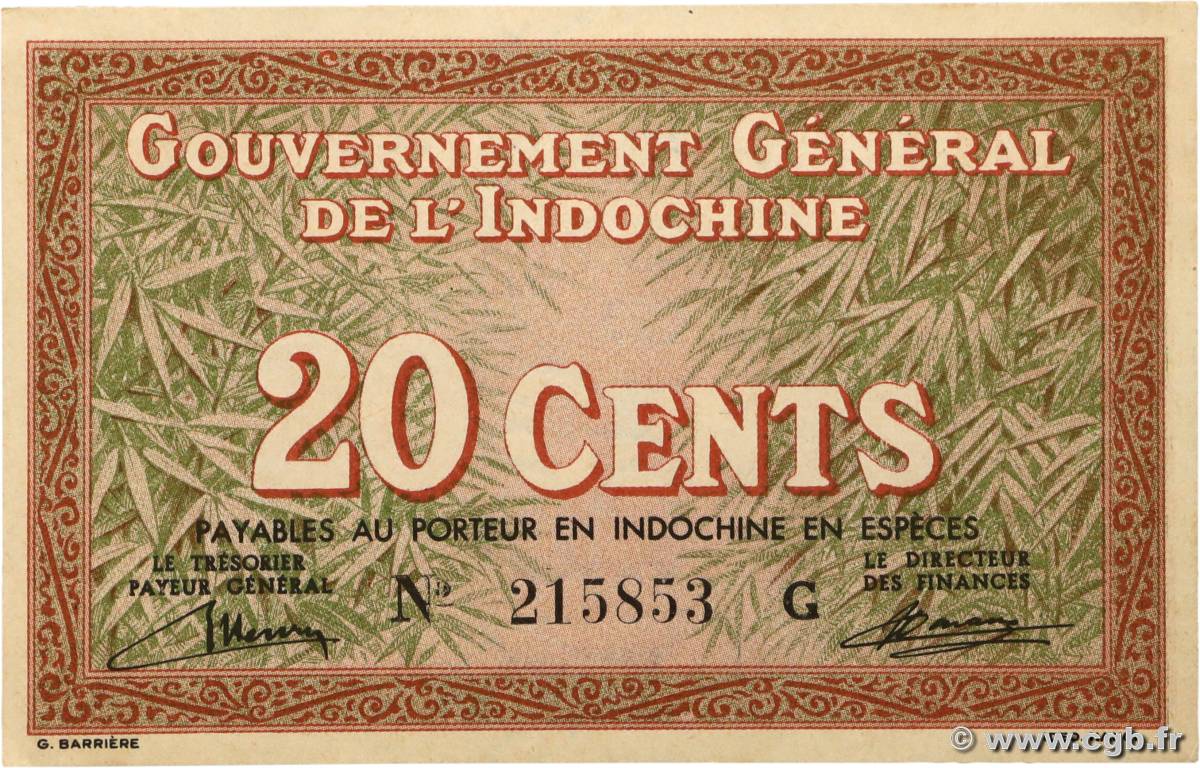 GOUVERNEMENT GÉNÉRAL
DE L'INDOCHINE
20 CENTS
PAYABLES AU PORTEUR EN INDOCHINE EN ESPÈCES
LE TRÉSORIER
PAYEUR GÉNÉRAL
No 215853 G
LE DIRECTEUR
DES FINANCES
G. BARRIÈRE
© www.cgb.fr